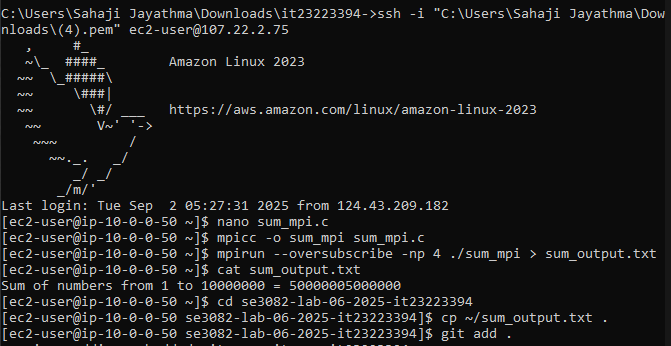 C:\Users\Sahaji Jayathma\Downloads\it23223394->ssh -i "C:\Users\Sahaji Jayathma\Dow
nloads\(4).pem" ec2-user@107.22.2.75
   ,     #_
   ~\_  ####_        Amazon Linux 2023
  ~~  \_#####\
  ~~     \###|
  ~~       \#/ ___   https://aws.amazon.com/linux/amazon-linux-2023
   ~~       V~' '->
    ~~~         /
      ~~._.   _/
         _/ _/
       _/m/'
Last login: Tue Sep  2 05:27:31 2025 from 124.43.209.182
[ec2-user@ip-10-0-0-50 ~]$ nano sum_mpi.c
[ec2-user@ip-10-0-0-50 ~]$ mpicc -o sum_mpi sum_mpi.c
[ec2-user@ip-10-0-0-50 ~]$ mpirun --oversubscribe -np 4 ./sum_mpi > sum_output.txt
[ec2-user@ip-10-0-0-50 ~]$ cat sum_output.txt
Sum of numbers from 1 to 10000000 = 50000005000000
[ec2-user@ip-10-0-0-50 ~]$ cd se3082-lab-06-2025-it23223394
[ec2-user@ip-10-0-0-50 se3082-lab-06-2025-it23223394]$ cp ~/sum_output.txt .
[ec2-user@ip-10-0-0-50 se3082-lab-06-2025-it23223394]$ git add .